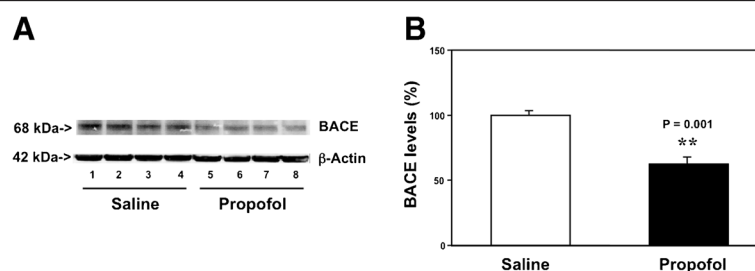 A
68 kDa-> BACE
42 kDa-> β-Actin
1 2 3 4 5 6 7 8
Saline Propofol
B
BACE levels (%)
150
100
50
0
P = 0.001
**
Saline Propofol